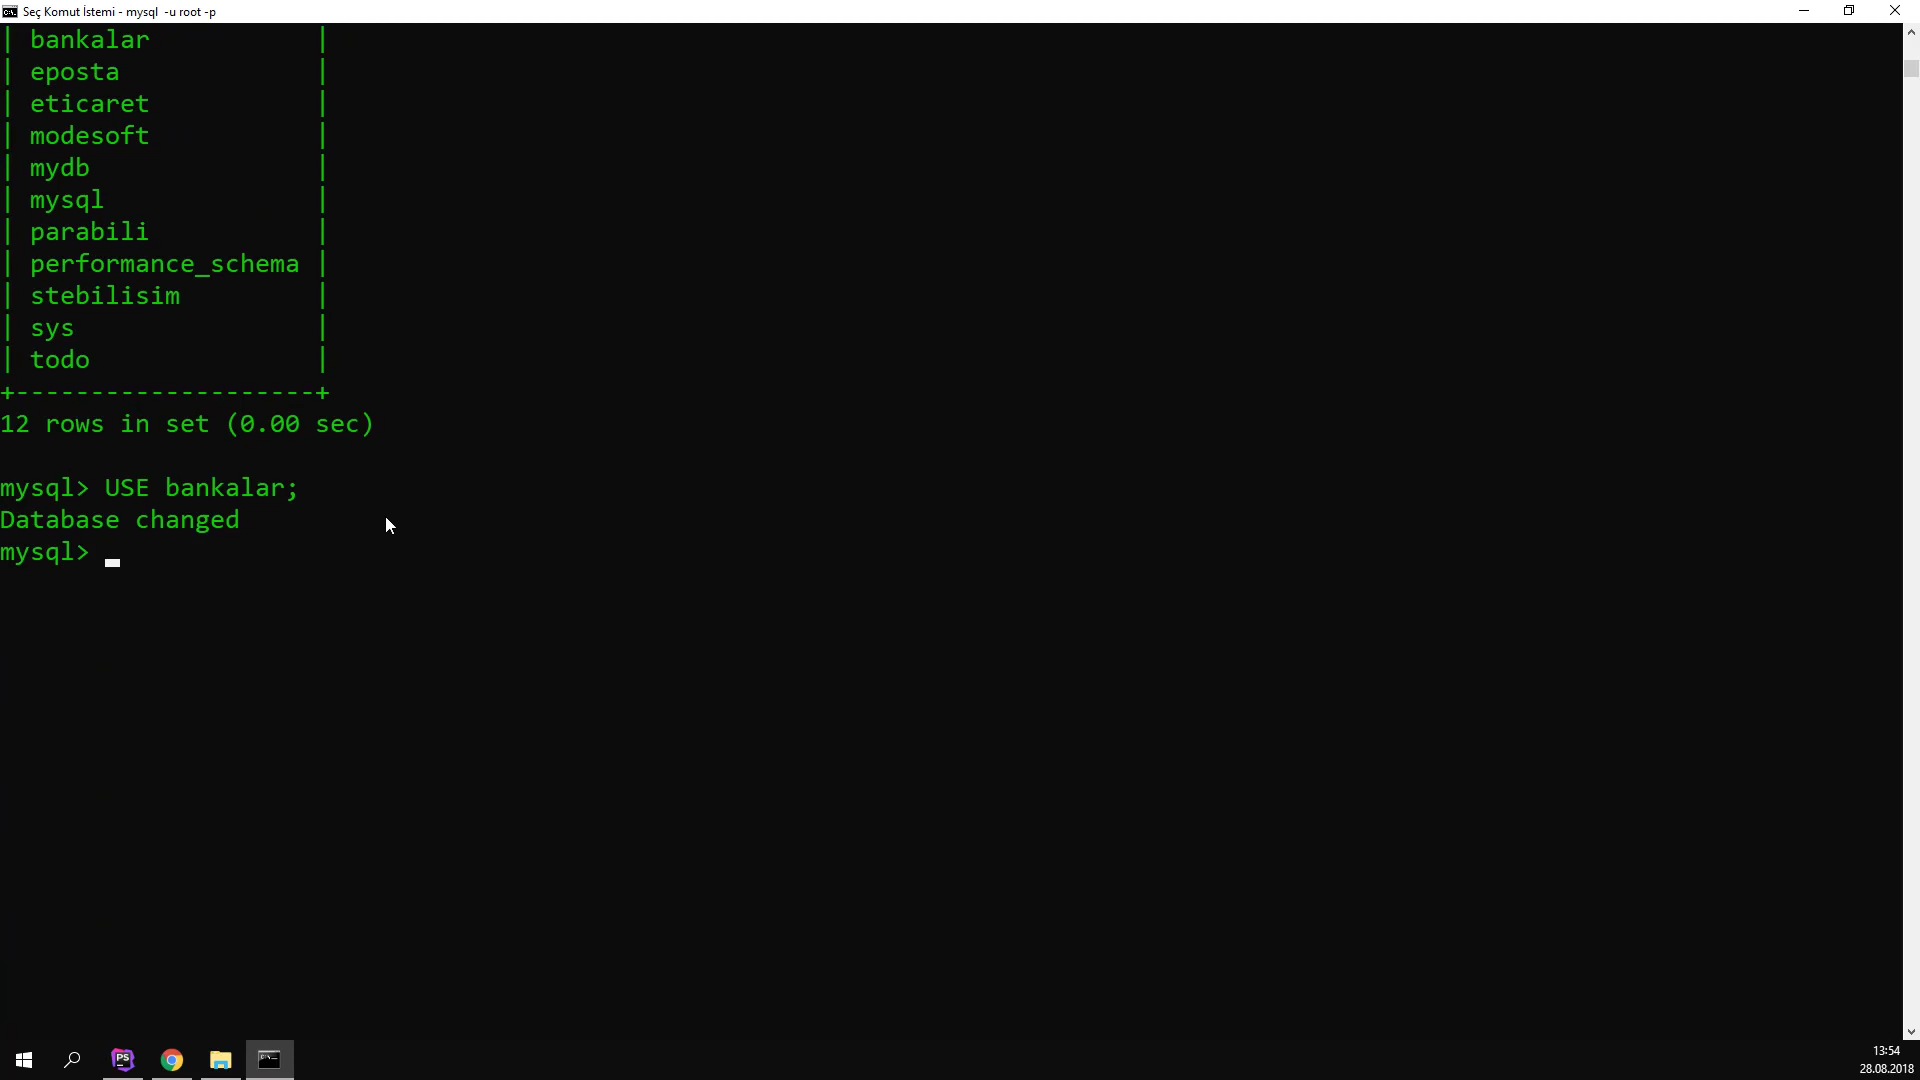 Seç Komut İstemi - mysql  -u root -p
| bankalar           |
| eposta             |
| eticaret           |
| modesoft           |
| mydb               |
| mysql              |
| parabili           |
| performance_schema |
| stebilisim         |
| sys                |
| todo               |
+--------------------+
12 rows in set (0.00 sec)
mysql> USE bankalar;
Database changed
mysql>
PS
13:54
28.08.2018